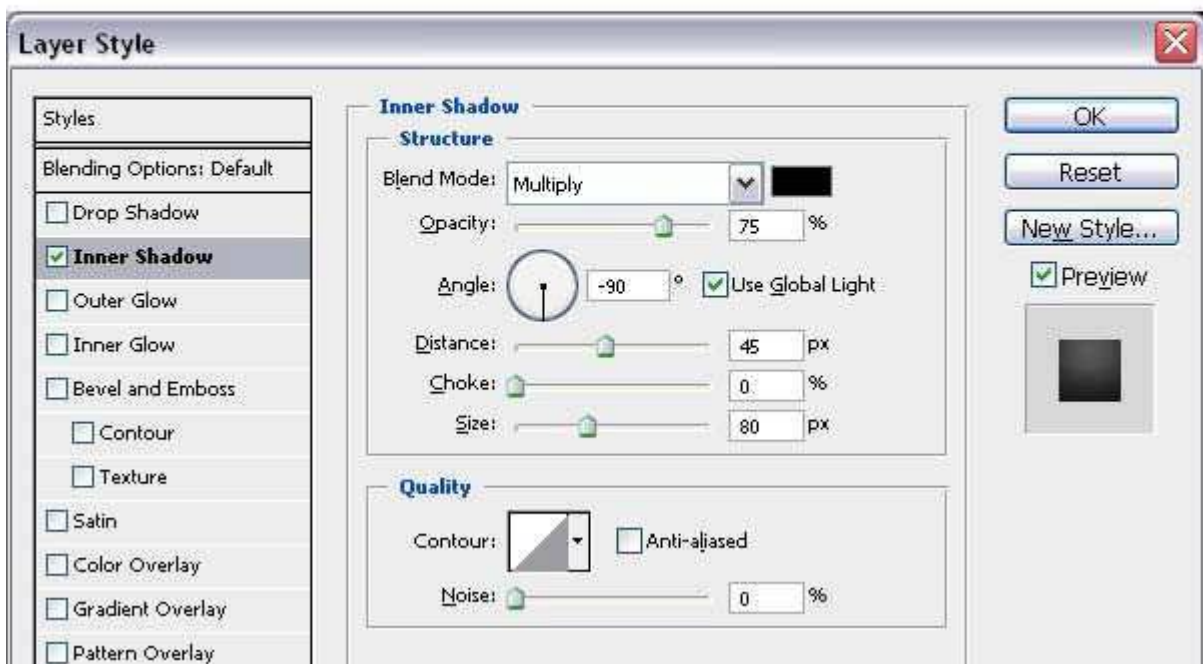 Layer Style
Styles
Blending Options: Default
Drop Shadow
Inner Shadow
Outer Glow
Inner Glow
Bevel and Emboss
Contour
Texture
Satin
Color Overlay
Gradient Overlay
Pattern Overlay
Inner Shadow
Structure
Blend Mode: Multiply
Opacity: 75 %
Angle: -90 ° Use Global Light
Distance: 45 px
Choke: 0 %
Size: 80 px
Quality
Contour: Anti-aliased
Noise: 0 %
OK
Reset
New Style...
Preview